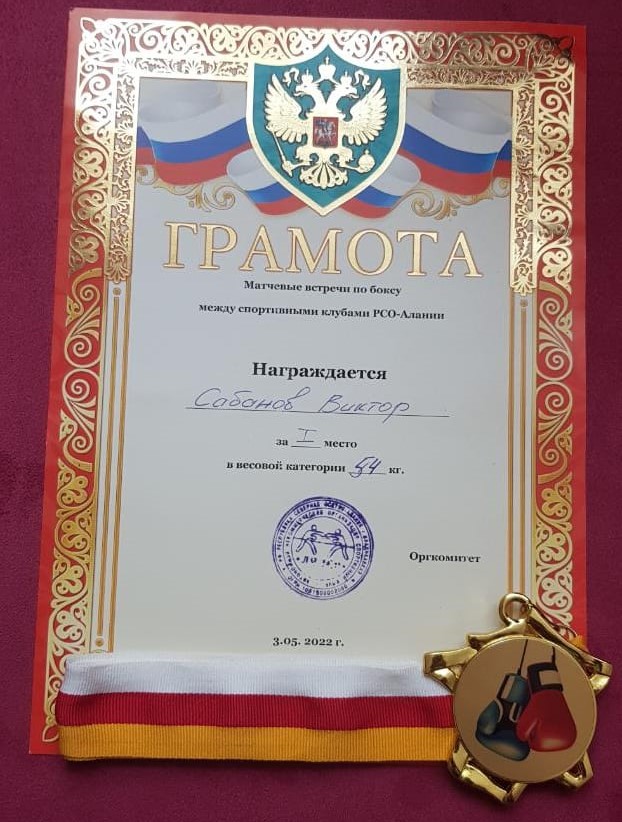 ГРАМОТА
Матчевые встречи по боксу
между спортивными клубами РСО-Алании
Награждается
Сабанов Виктор
за I место
в весовой категории 54 кг.
Оргкомитет
3.05. 2022 г.